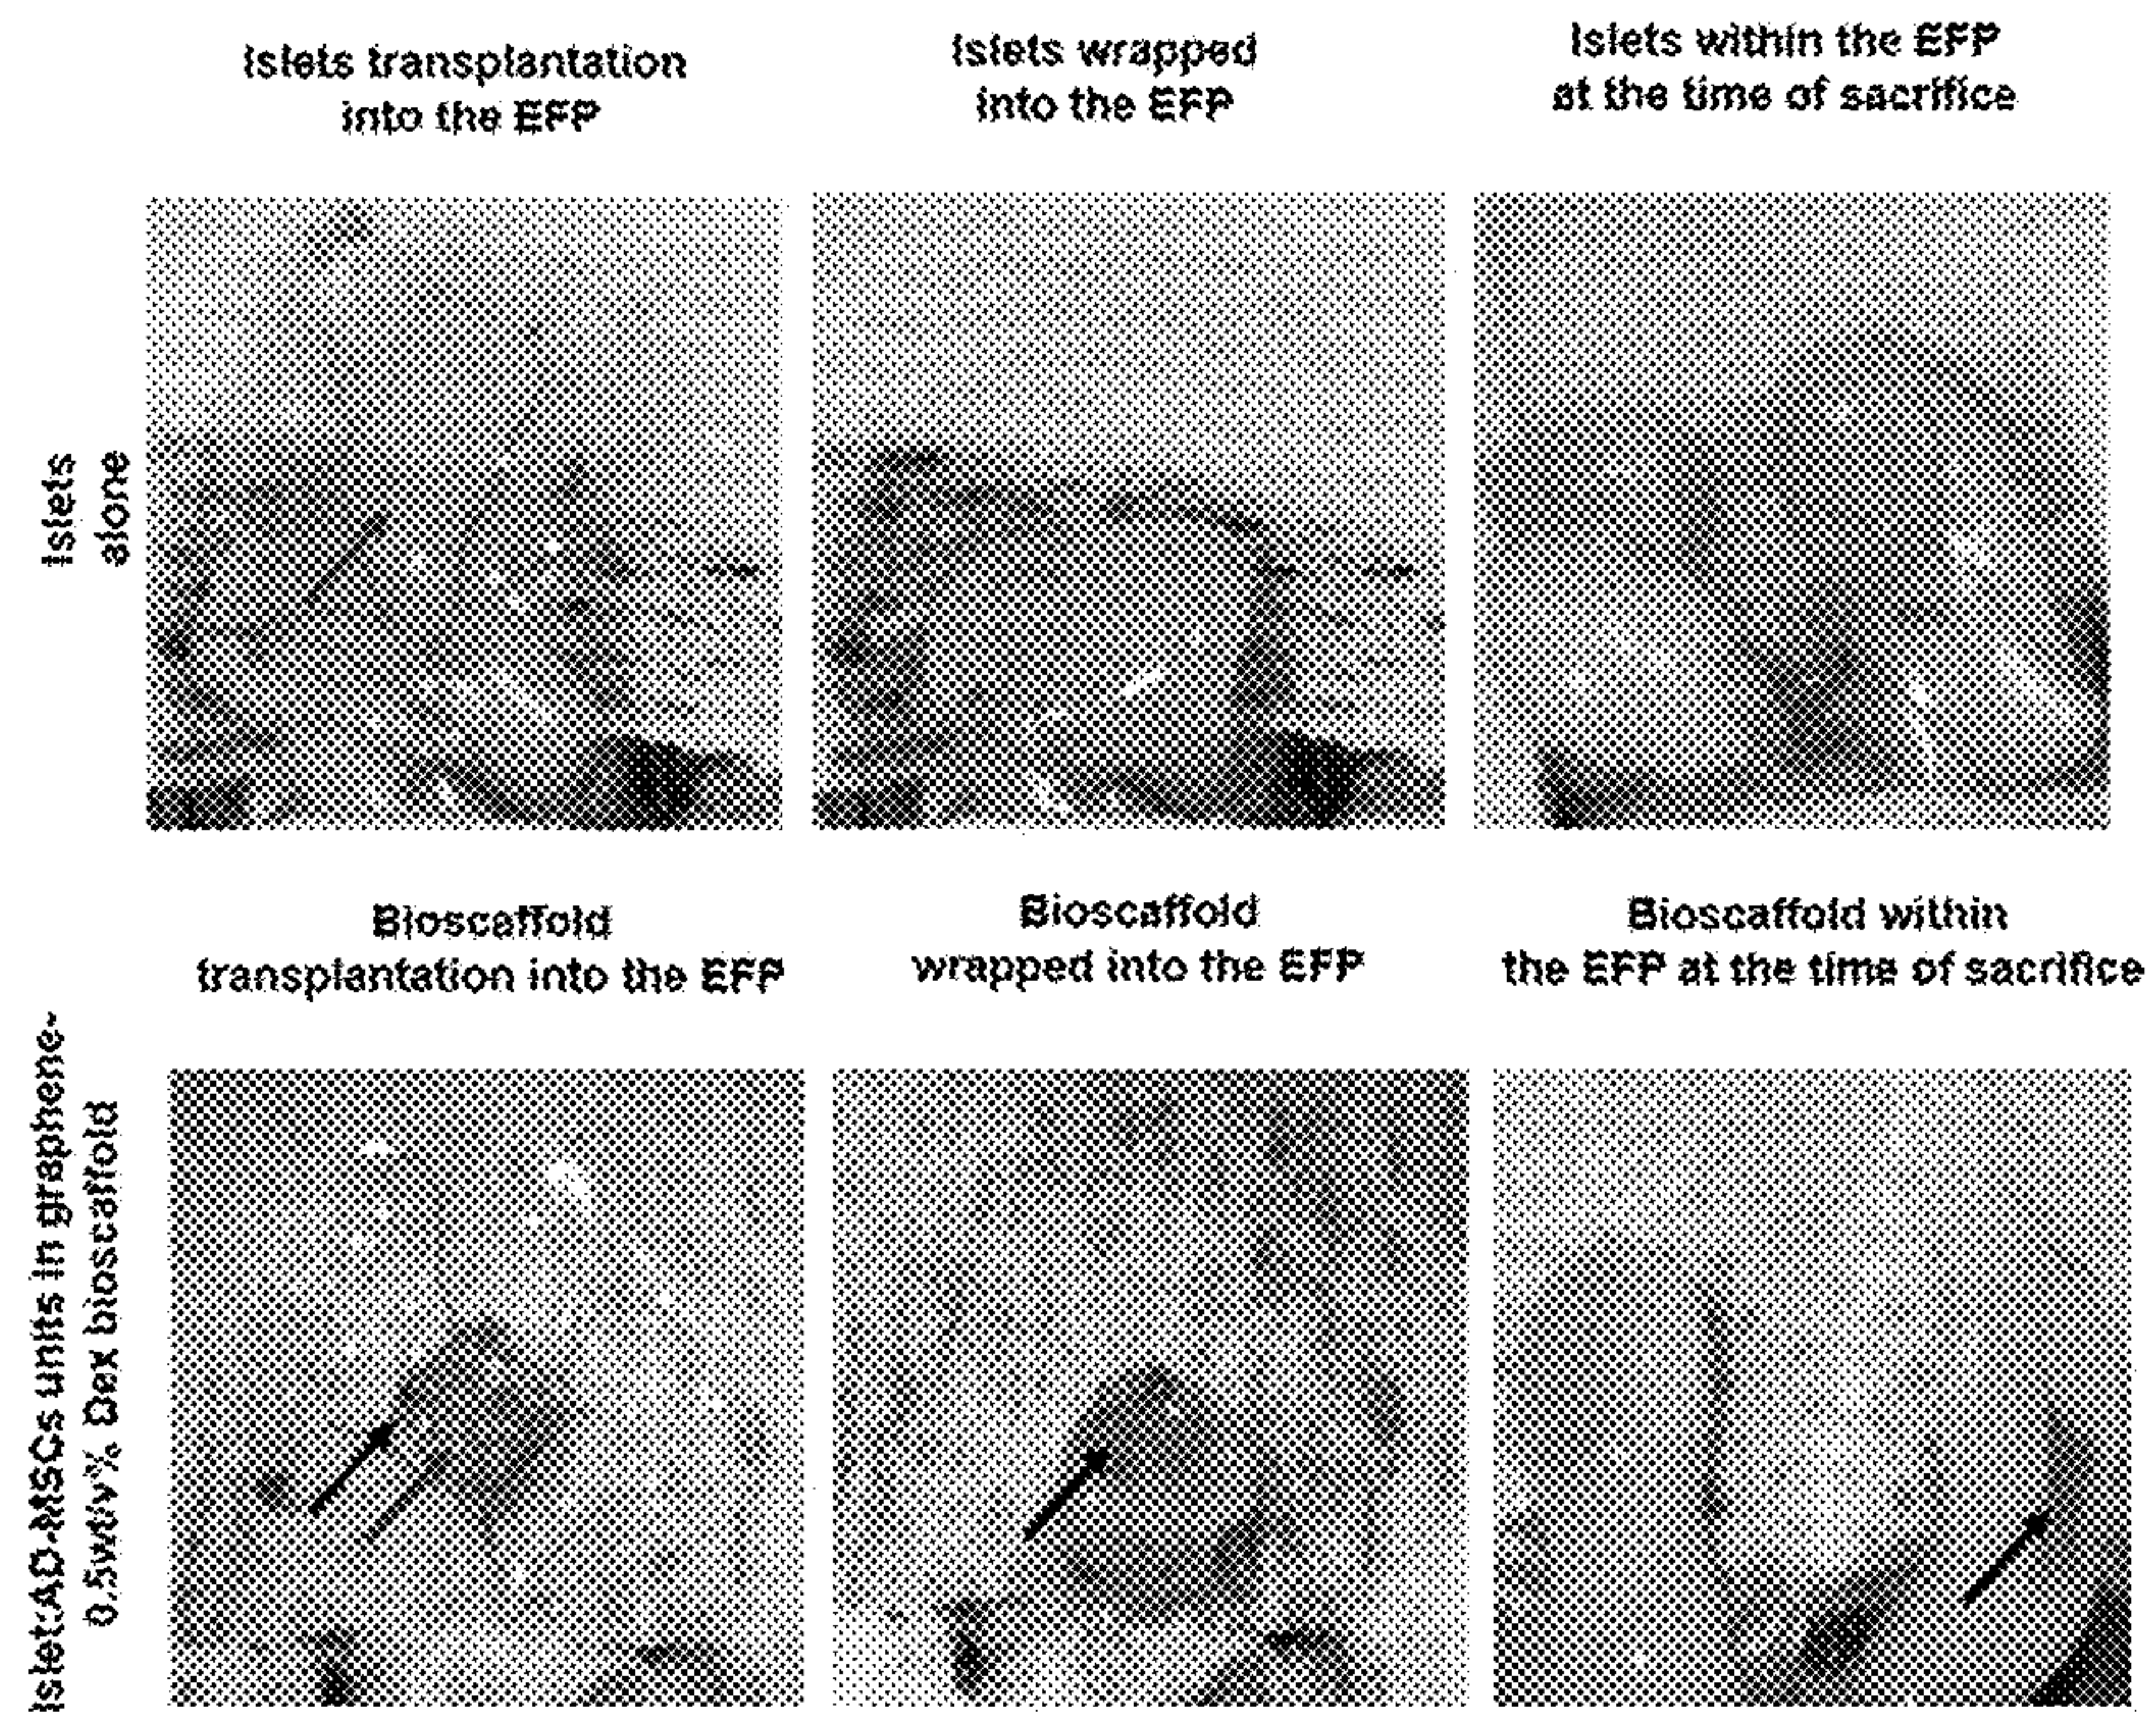 Islets transplantation
into the EFP
Islets wrapped
into the EFP
Islets within the EFP
at the time of sacrifice
Islets
alone
Bioscaffold
transplantation into the EFP
Bioscaffold
wrapped into the EFP
Bioscaffold within
the EFP at the time of sacrifice
Islet:AD-MSCs units in graphene-
0.5wt/v% Dex bioscaffold